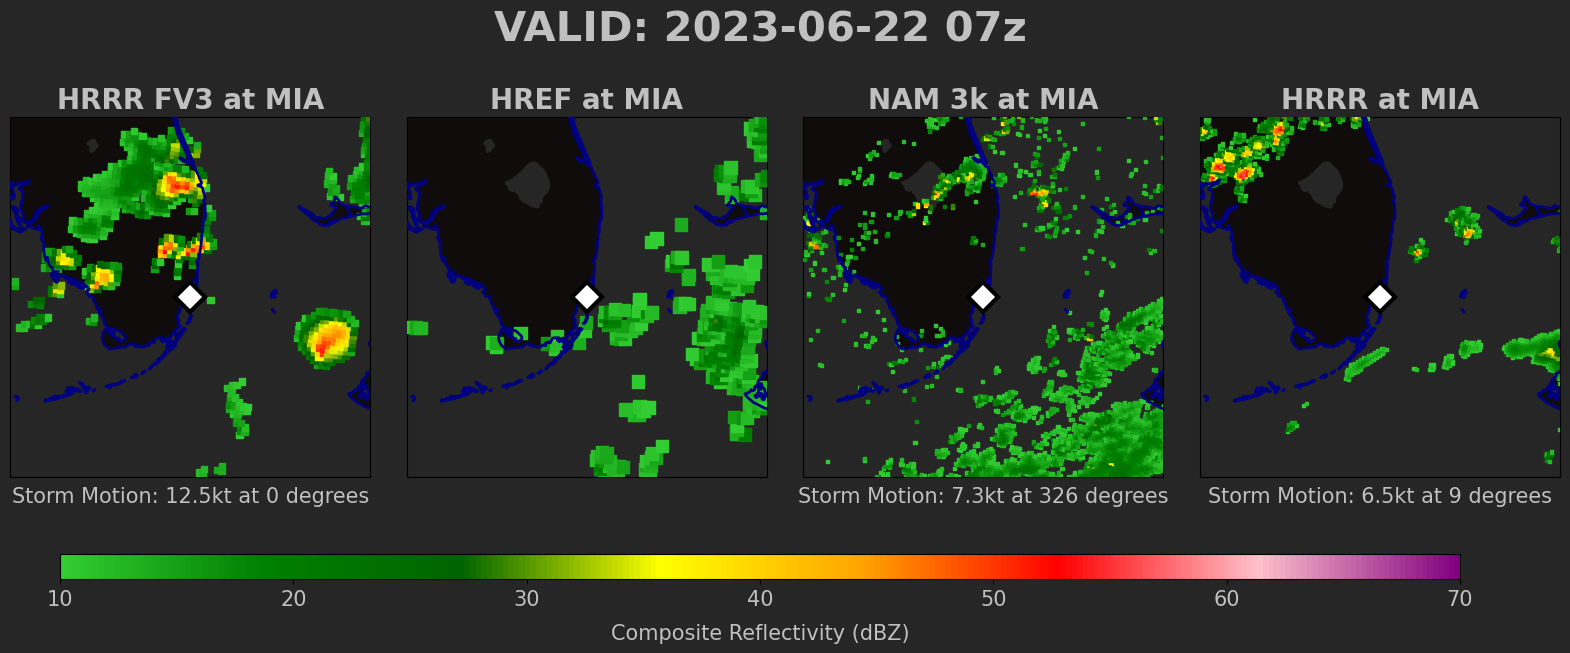 VALID: 2023-06-22 07z
HRRR FV3 at MIA
HREF at MIA
NAM 3k at MIA
HRRR at MIA
Storm Motion: 12.5kt at 0 degrees
Storm Motion: 7.3kt at 326 degrees
Storm Motion: 6.5kt at 9 degrees
10 20 30 40 50 60 70
Composite Reflectivity (dBZ)